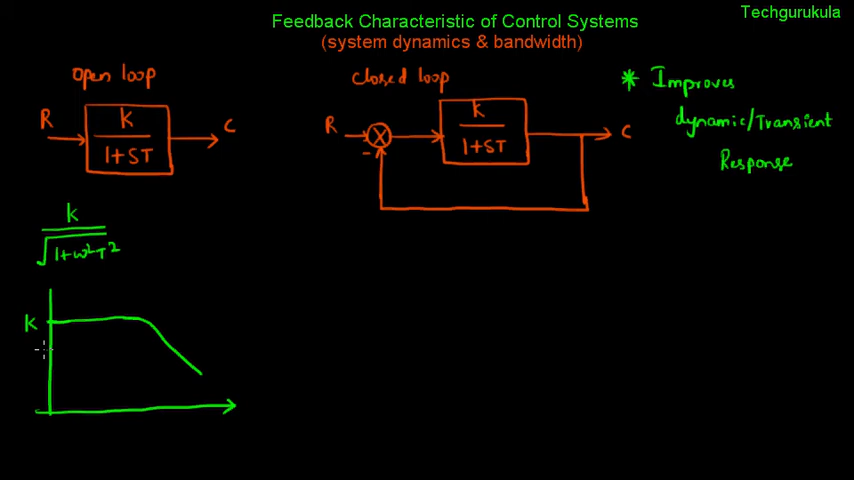 Feedback Characteristic of Control Systems
Techgurukula
(system dynamics & bandwidth)
open loop
R
K
1+ST
C
K
√1+ω²T²
K
closed loop
R
-
K
1+ST
C
* Improves
dynamic/Transient
Response